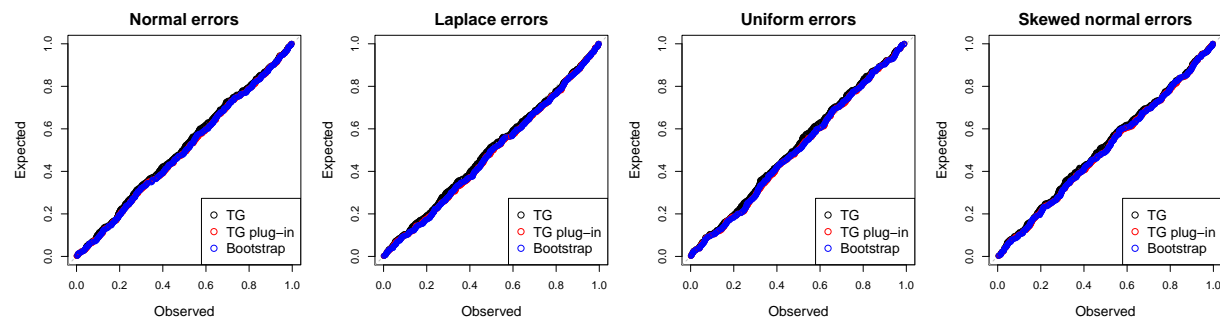 Normal errors
Expected
0.0 0.2 0.4 0.6 0.8 1.0
TG
TG plug−in
Bootstrap
0.0 0.2 0.4 0.6 0.8 1.0
Observed
Laplace errors
Expected
0.0 0.2 0.4 0.6 0.8 1.0
TG
TG plug−in
Bootstrap
0.0 0.2 0.4 0.6 0.8 1.0
Observed
Uniform errors
Expected
0.0 0.2 0.4 0.6 0.8 1.0
TG
TG plug−in
Bootstrap
0.0 0.2 0.4 0.6 0.8 1.0
Observed
Skewed normal errors
Expected
0.0 0.2 0.4 0.6 0.8 1.0
TG
TG plug−in
Bootstrap
0.0 0.2 0.4 0.6 0.8 1.0
Observed